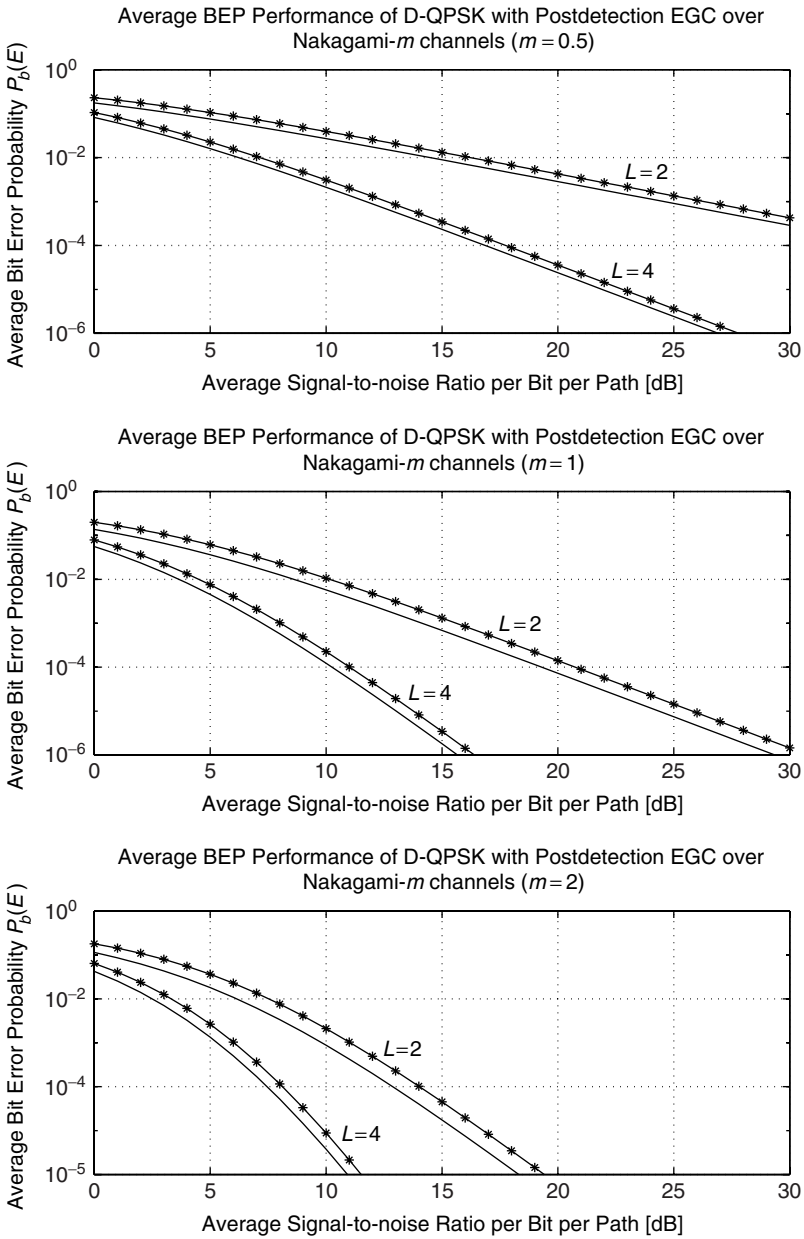 Average BEP Performance of D-QPSK with Postdetection EGC over
Nakagami-m channels (m = 0.5)
Average Bit Error Probability P_b(E)
10^0
10^−2
10^−4
10^−6
L=2
L=4
0 5 10 15 20 25 30
Average Signal-to-noise Ratio per Bit per Path [dB]
Average BEP Performance of D-QPSK with Postdetection EGC over
Nakagami-m channels (m = 1)
Average Bit Error Probability P_b(E)
10^0
10^−2
10^−4
10^−6
L=2
L=4
0 5 10 15 20 25 30
Average Signal-to-noise Ratio per Bit per Path [dB]
Average BEP Performance of D-QPSK with Postdetection EGC over
Nakagami-m channels (m = 2)
Average Bit Error Probability P_b(E)
10^0
10^−2
10^−4
10^−5
L=2
L=4
0 5 10 15 20 25 30
Average Signal-to-noise Ratio per Bit per Path [dB]